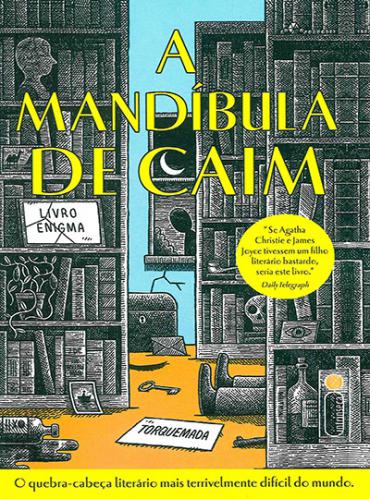 A
MANDÍBULA
DE CAIM
LIVRO
ENIGMA
"Se Agatha
Christie e James
Joyce tivessem um filho
literário bastardo,
seria este livro."
Daily Telegraph
TORQUEMADA
O quebra-cabeça literário mais terrivelmente difícil do mundo.